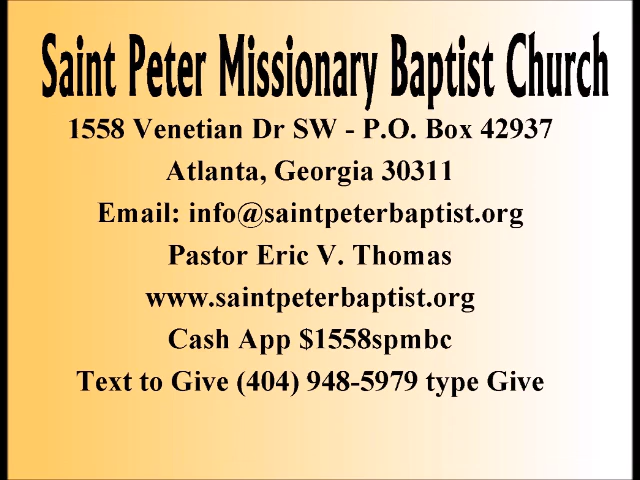 Saint Peter Missionary Baptist Church
1558 Venetian Dr SW - P.O. Box 42937
Atlanta, Georgia 30311
Email: info@saintpeterbaptist.org
Pastor Eric V. Thomas
www.saintpeterbaptist.org
Cash App $1558spmbc
Text to Give (404) 948-5979 type Give